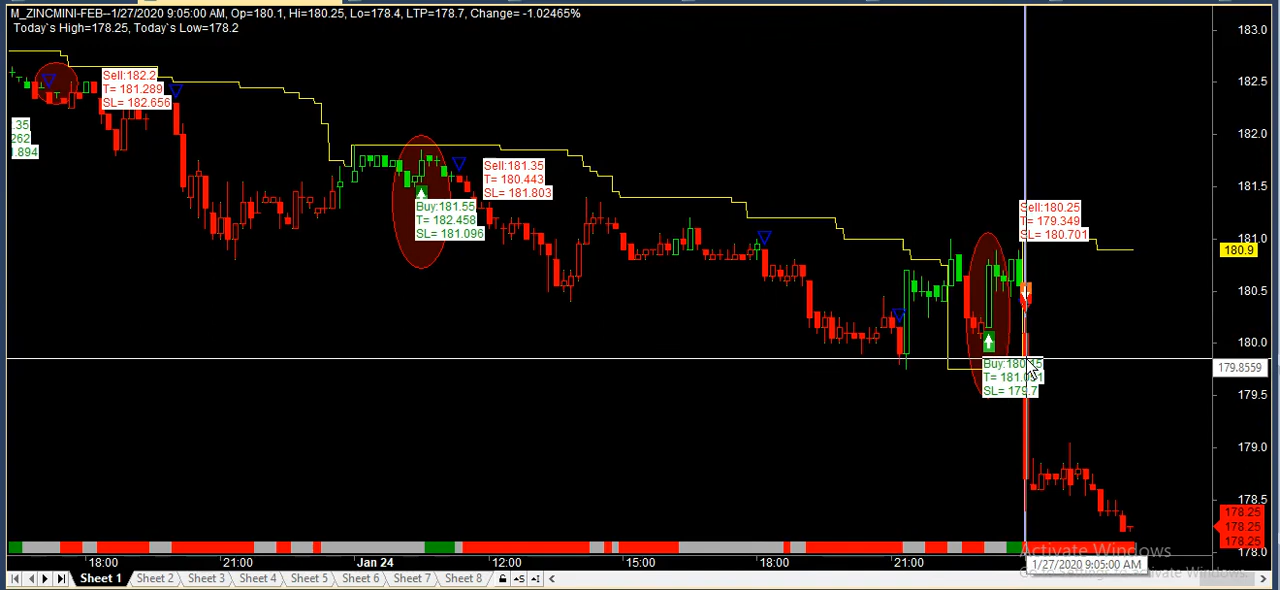 M_ZINCMINI-FEB--1/27/2020 9:05:00 AM, Op=180.1, Hi=180.25, Lo=178.4, LTP=178.7, Change= -1.02465%
Today`s High=178.25, Today`s Low=178.2
183.0
182.5
182.0
181.5
181.0
180.9
180.5
180.0
179.8559
179.5
179.0
178.5
178.25
178.25
178.25
178.0
.35
262
.894
Sell:182.2
T= 181.289
SL= 182.656
Buy:181.55
T= 182.458
SL= 181.096
Sell:181.35
T= 180.443
SL= 181.803
Sell:180.25
T= 179.349
SL= 180.701
SL= 179.7
18:00
21:00
Jan 24
12:00
15:00
18:00
21:00
1/27/2020 9:05:00 AM
Activate Windows
Go to Settings to activate Windows.
Sheet 1 Sheet 2 Sheet 3 Sheet 4 Sheet 5 Sheet 6 Sheet 7 Sheet 8